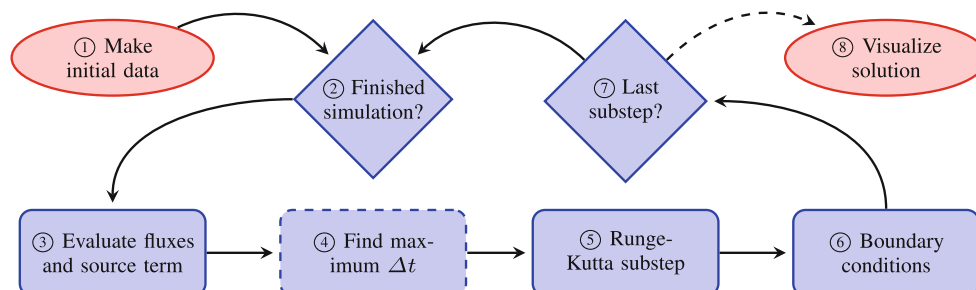 ① Make
initial data
② Finished
simulation?
③ Evaluate fluxes
and source term
④ Find max-
imum Δt
⑤ Runge-
Kutta substep
⑥ Boundary
conditions
⑦ Last
substep?
⑧ Visualize
solution